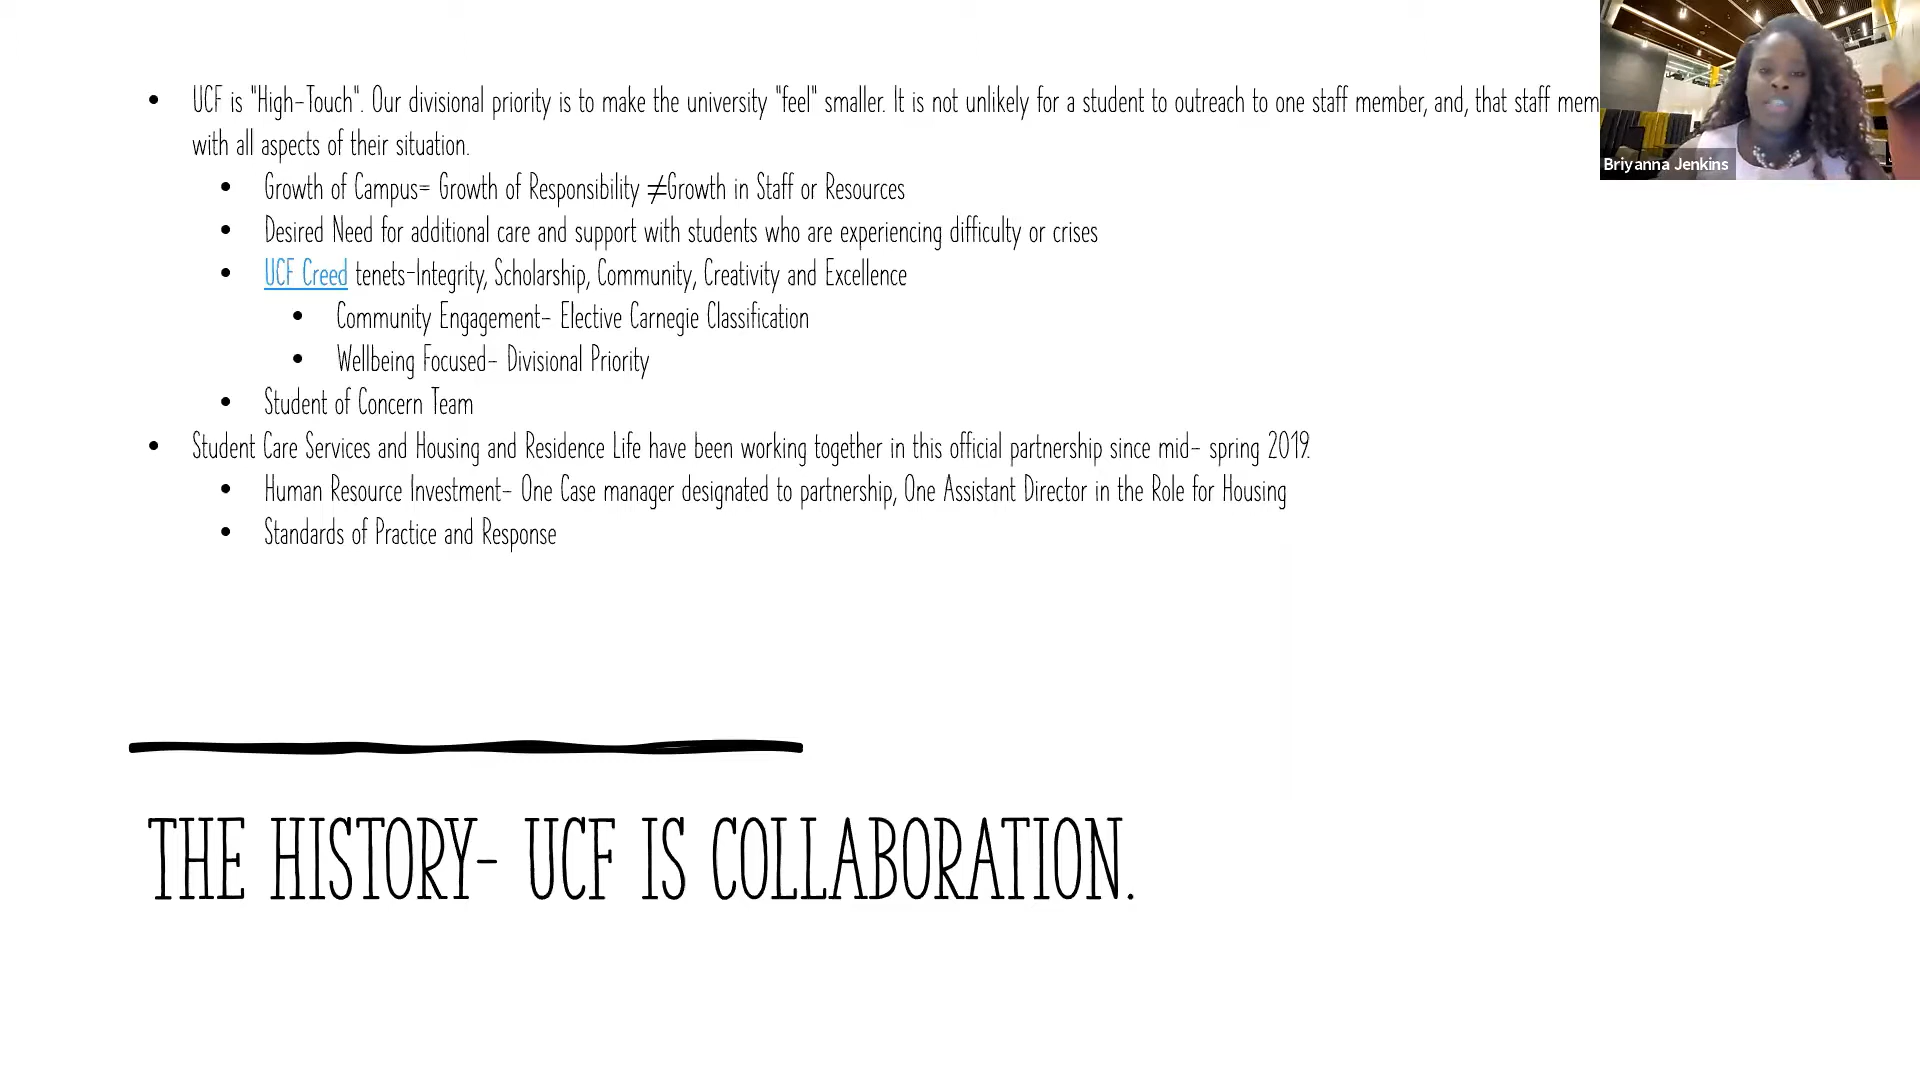 UCF is "High-Touch". Our divisional priority is to make the university "feel" smaller. It is not unlikely for a student to outreach to one staff member, and, that staff mem
with all aspects of their situation.
Growth of Campus= Growth of Responsibility ≠Growth in Staff or Resources
Desired Need for additional care and support with students who are experiencing difficulty or crises
UCF Creed tenets-Integrity, Scholarship, Community, Creativity and Excellence
Community Engagement- Elective Carnegie Classification
Wellbeing Focused- Divisional Priority
Student of Concern Team
Student Care Services and Housing and Residence Life have been working together in this official partnership since mid- spring 2019.
Human Resource Investment- One Case manager designated to partnership, One Assistant Director in the Role for Housing
Standards of Practice and Response
THE HISTORY- UCF IS COLLABORATION.
Briyanna Jenkins